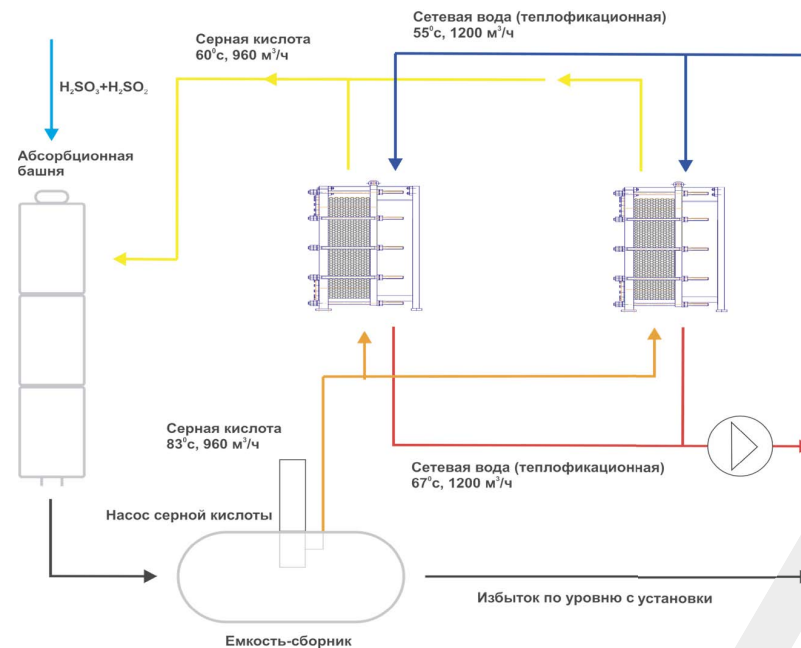 Серная кислота
60⁰с, 960 м³/ч
Сетевая вода (теплофикационная)
55⁰с, 1200 м³/ч
H₂SO₃+H₂SO₂
Абсорбционная
башня
Серная кислота
83⁰с, 960 м³/ч
Сетевая вода (теплофикационная)
67⁰с, 1200 м³/ч
Насос серной кислоты
Избыток по уровню с установки
Емкость-сборник